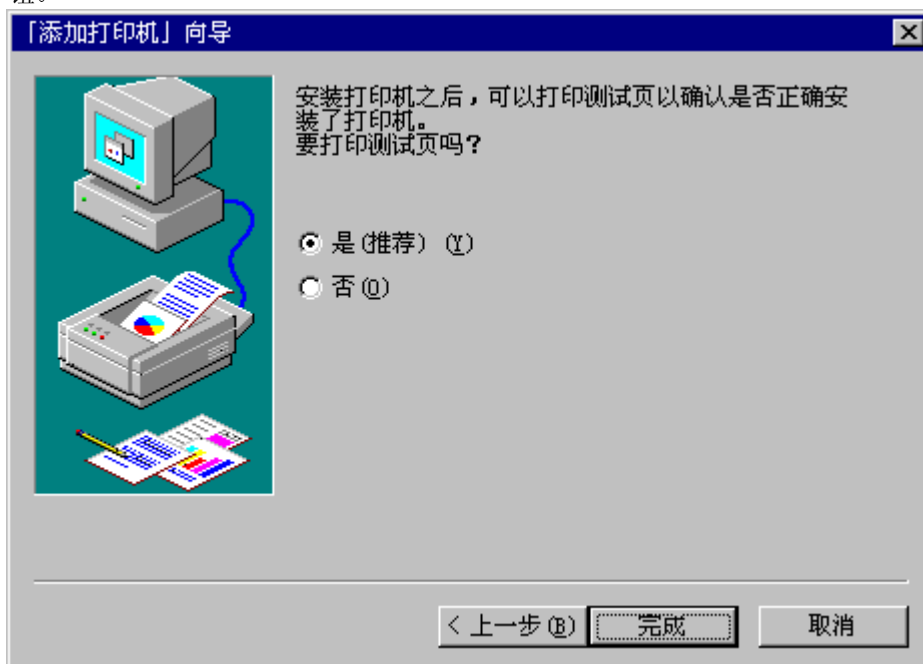 「添加打印机」向导
安装打印机之后，可以打印测试页以确认是否正确安
装了打印机。
要打印测试页吗?
是(推荐) (Y)
否(O)
< 上一步(B)
完成
取消